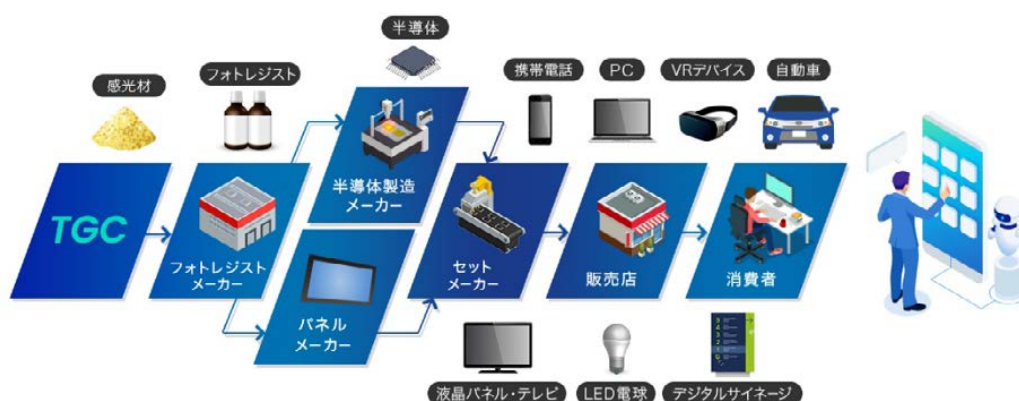 半導体
感光材
フォトレジスト
携帯電話
PC
VRデバイス
自動車
TGC
フォトレジスト
メーカー
半導体製造
メーカー
パネル
メーカー
セット
メーカー
販売店
消費者
液晶パネル・テレビ
LED電球
デジタルサイネージ